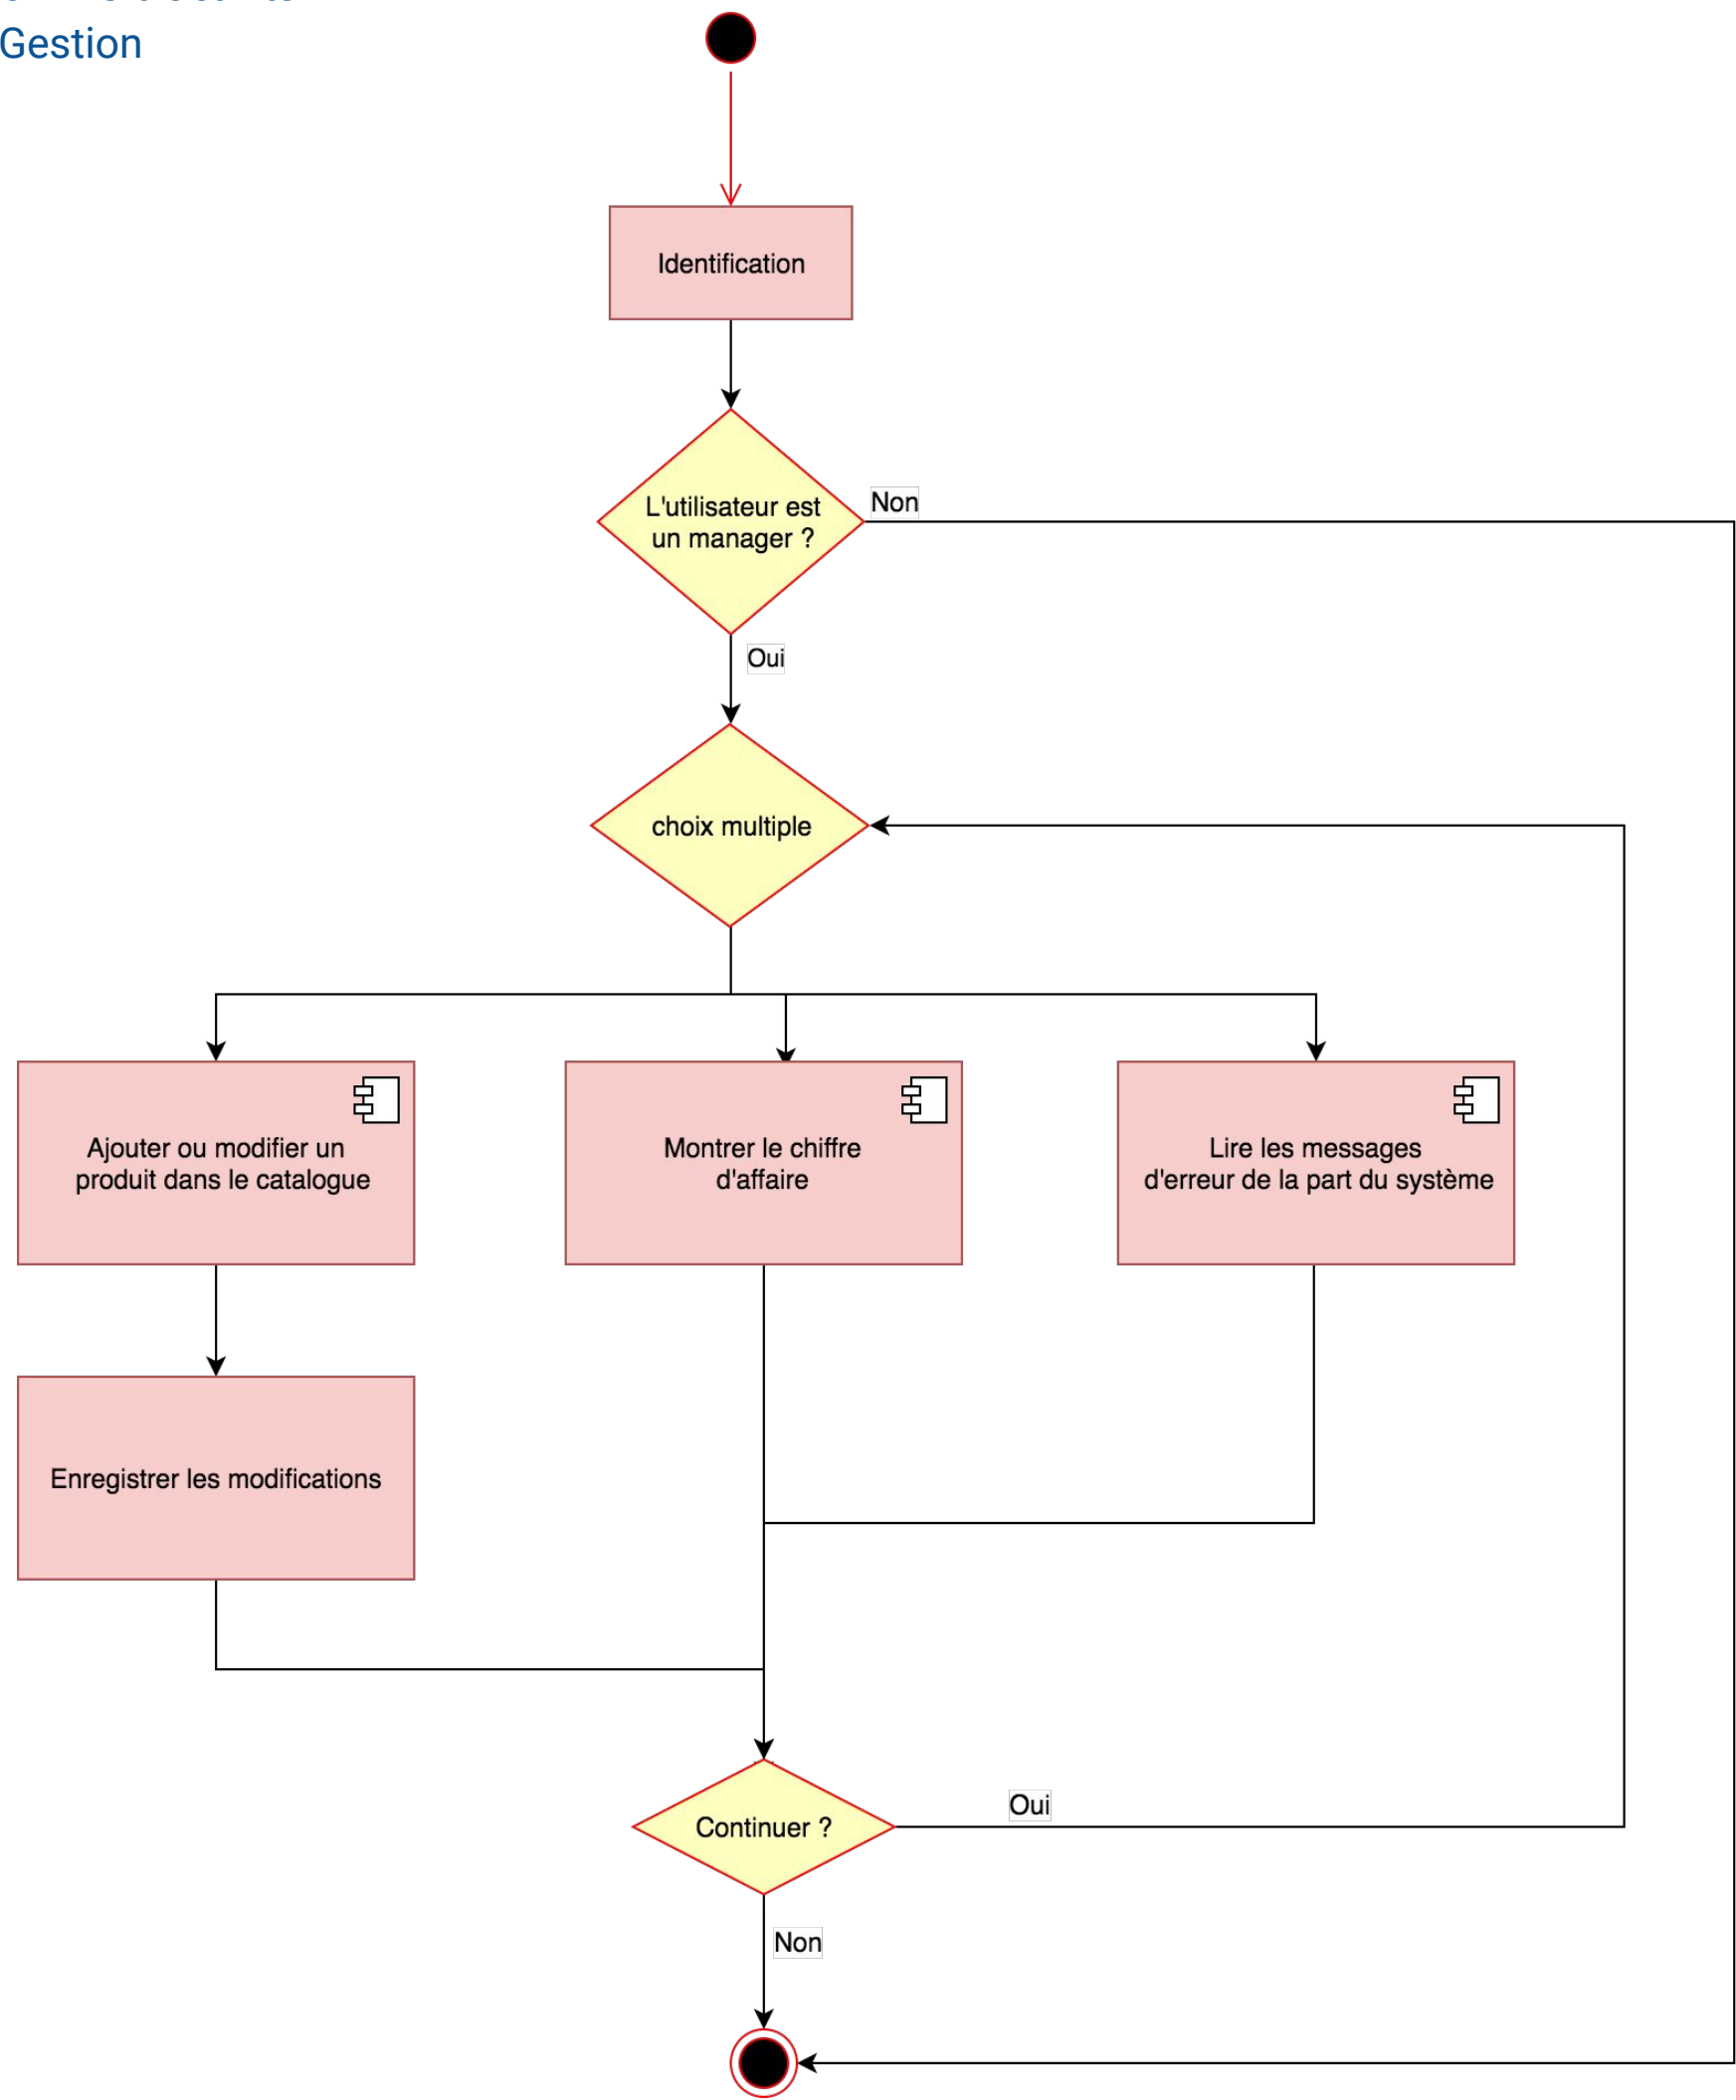 Gestion
Identification
L'utilisateur est
un manager ?
Non
Oui
choix multiple
Ajouter ou modifier un
produit dans le catalogue
Montrer le chiffre
d'affaire
Lire les messages
d'erreur de la part du système
Enregistrer les modifications
Continuer ?
Oui
Non